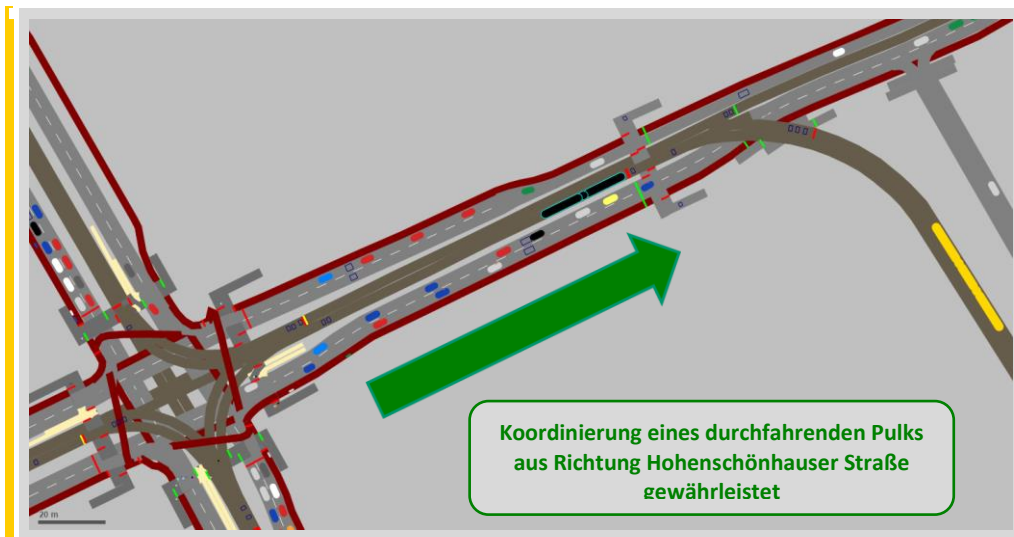 Koordinierung eines durchfahrenden Pulks
aus Richtung Hohenschönhauser Straße
gewährleistet
20 m